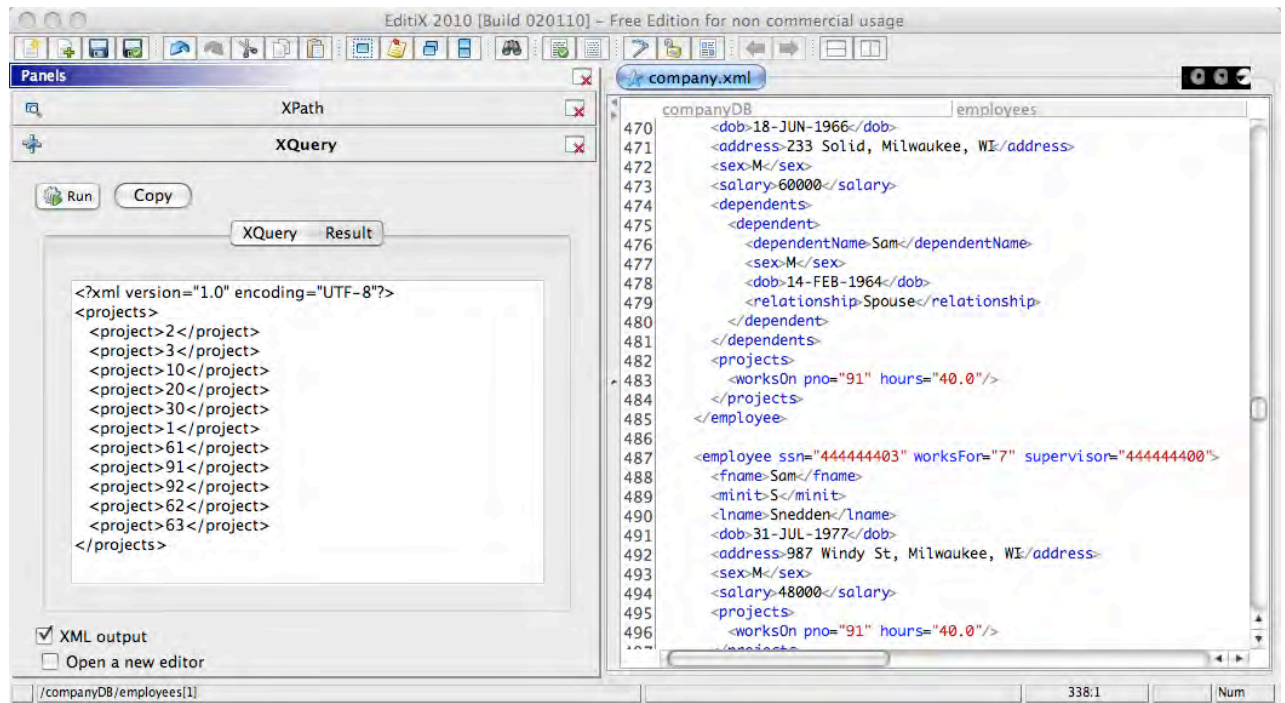 EditiX 2010 [Build 020110] – Free Edition for non commercial usage
Panels
XPath
XQuery
Run Copy
XQuery Result
<?xml version="1.0" encoding="UTF-8"?>
<projects>
<project>2</project>
<project>3</project>
<project>10</project>
<project>20</project>
<project>30</project>
<project>1</project>
<project>61</project>
<project>91</project>
<project>92</project>
<project>62</project>
<project>63</project>
</projects>
XML output
Open a new editor
company.xml
companyDB employees
470 <dob>18-JUN-1966</dob>
471 <address>233 Solid, Milwaukee, WI</address>
472 <sex>M</sex>
473 <salary>60000</salary>
474 <dependents>
475 <dependent>
476 <dependentName>Sam</dependentName>
477 <sex>M</sex>
478 <dob>14-FEB-1964</dob>
479 <relationship>Spouse</relationship>
480 </dependent>
481 </dependents>
482 <projects>
483 <worksOn pno="91" hours="40.0"/>
484 </projects>
485 </employee>
486
487 <employee ssn="444444403" worksFor="7" supervisor="444444400">
488 <fname>Sam</fname>
489 <minit>S</minit>
490 <lname>Snedden</lname>
491 <dob>31-JUL-1977</dob>
492 <address>987 Windy St, Milwaukee, WI</address>
493 <sex>M</sex>
494 <salary>48000</salary>
495 <projects>
496 <worksOn pno="91" hours="40.0"/>
/companyDB/employees[1] 338:1 Num